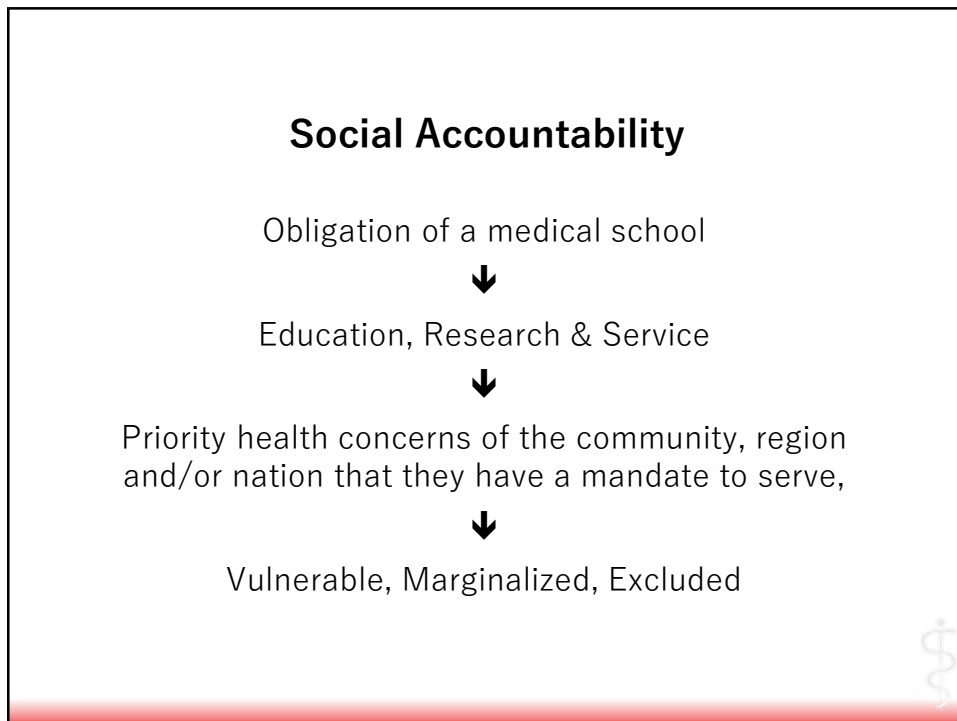 Social Accountability
Obligation of a medical school
🡻
Education, Research & Service
🡻
Priority health concerns of the community, region
and/or nation that they have a mandate to serve,
🡻
Vulnerable, Marginalized, Excluded